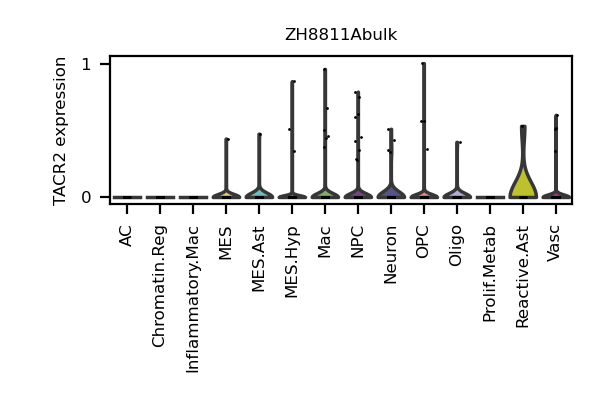 ZH8811Abulk
TACR2 expression
1
0
AC
Chromatin.Reg
Inflammatory.Mac
MES
MES.Ast
MES.Hyp
Mac
NPC
Neuron
OPC
Oligo
Prolif.Metab
Reactive.Ast
Vasc